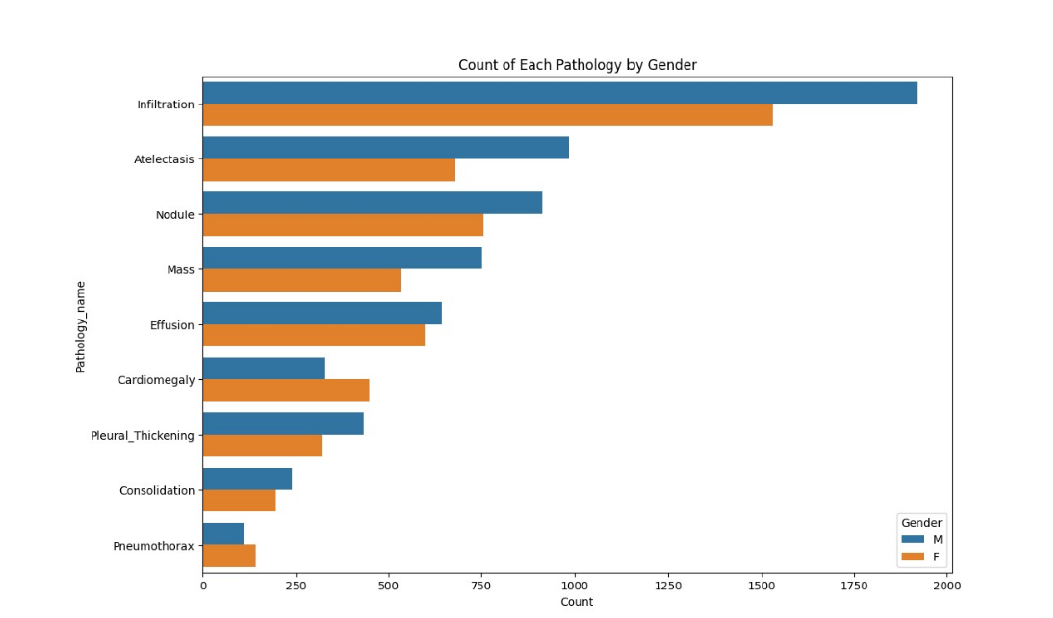 Count of Each Pathology by Gender
Pathology_name
Infiltration
Atelectasis
Nodule
Mass
Effusion
Cardiomegaly
Pleural_Thickening
Consolidation
Pneumothorax
Gender
M
F
0 250 500 750 1000 1250 1500 1750 2000
Count